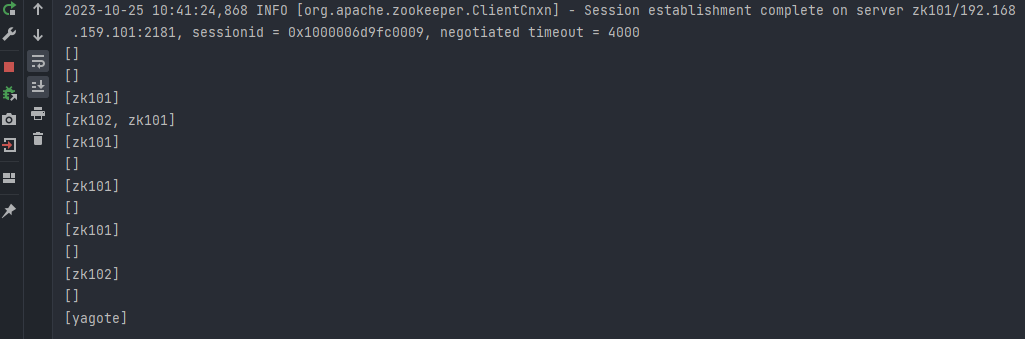 2023-10-25 10:41:24,868 INFO [org.apache.zookeeper.ClientCnxn] - Session establishment complete on server zk101/192.168
.159.101:2181, sessionid = 0x1000006d9fc0009, negotiated timeout = 4000
[]
[]
[zk101]
[zk102, zk101]
[zk101]
[]
[zk101]
[]
[zk101]
[]
[zk102]
[]
[yagote]